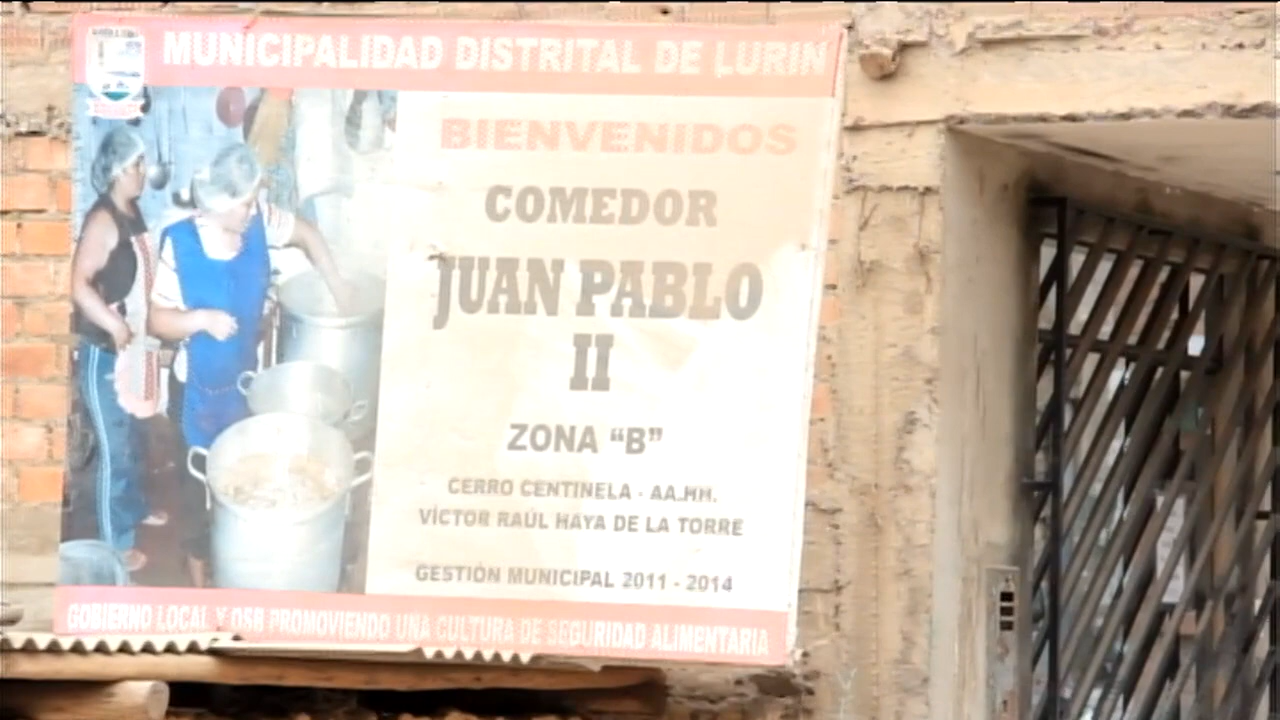 MUNICIPALIDAD DISTRITAL DE LURIN
BIENVENIDOS
COMEDOR
JUAN PABLO
II
ZONA “B”
CERRO CENTINELA - AA.HH.
VÍCTOR RAÚL HAYA DE LA TORRE
GESTIÓN MUNICIPAL 2011 - 2014
GOBIERNO LOCAL Y OSB PROMOVIENDO UNA CULTURA DE SEGURIDAD ALIMENTARIA